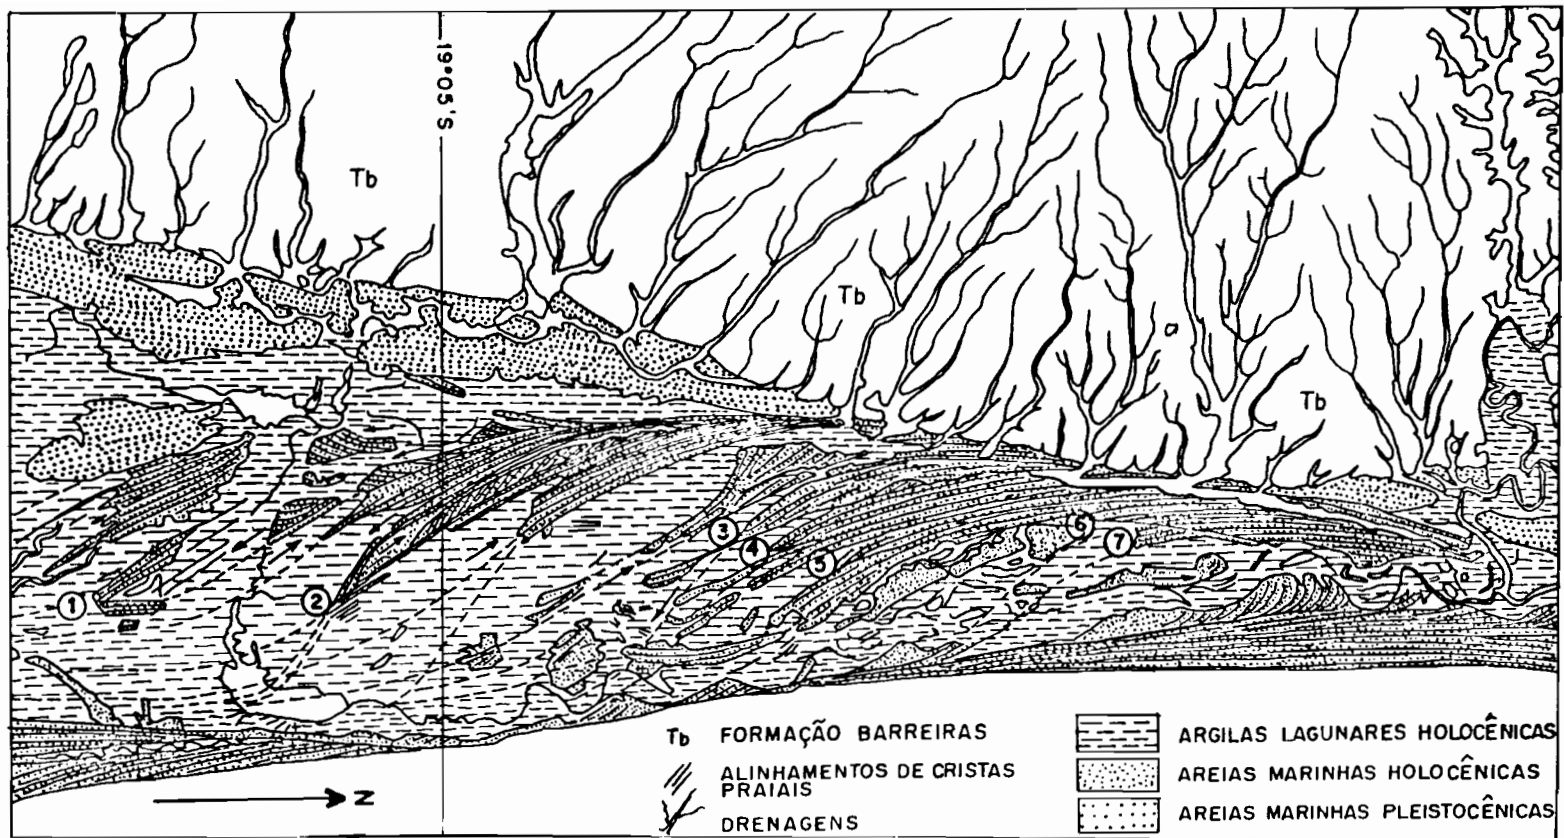 19°05'S
Tb
Tb
Tb
3
6
4
7
5
1
2
N
Tb FORMAÇÃO BARREIRAS
ALINHAMENTOS DE CRISTAS
PRAIAIS
DRENAGENS
ARGILAS LAGUNARES HOLOCÊNICAS
AREIAS MARINHAS HOLOCÊNICAS
AREIAS MARINHAS PLEISTOCÊNICAS